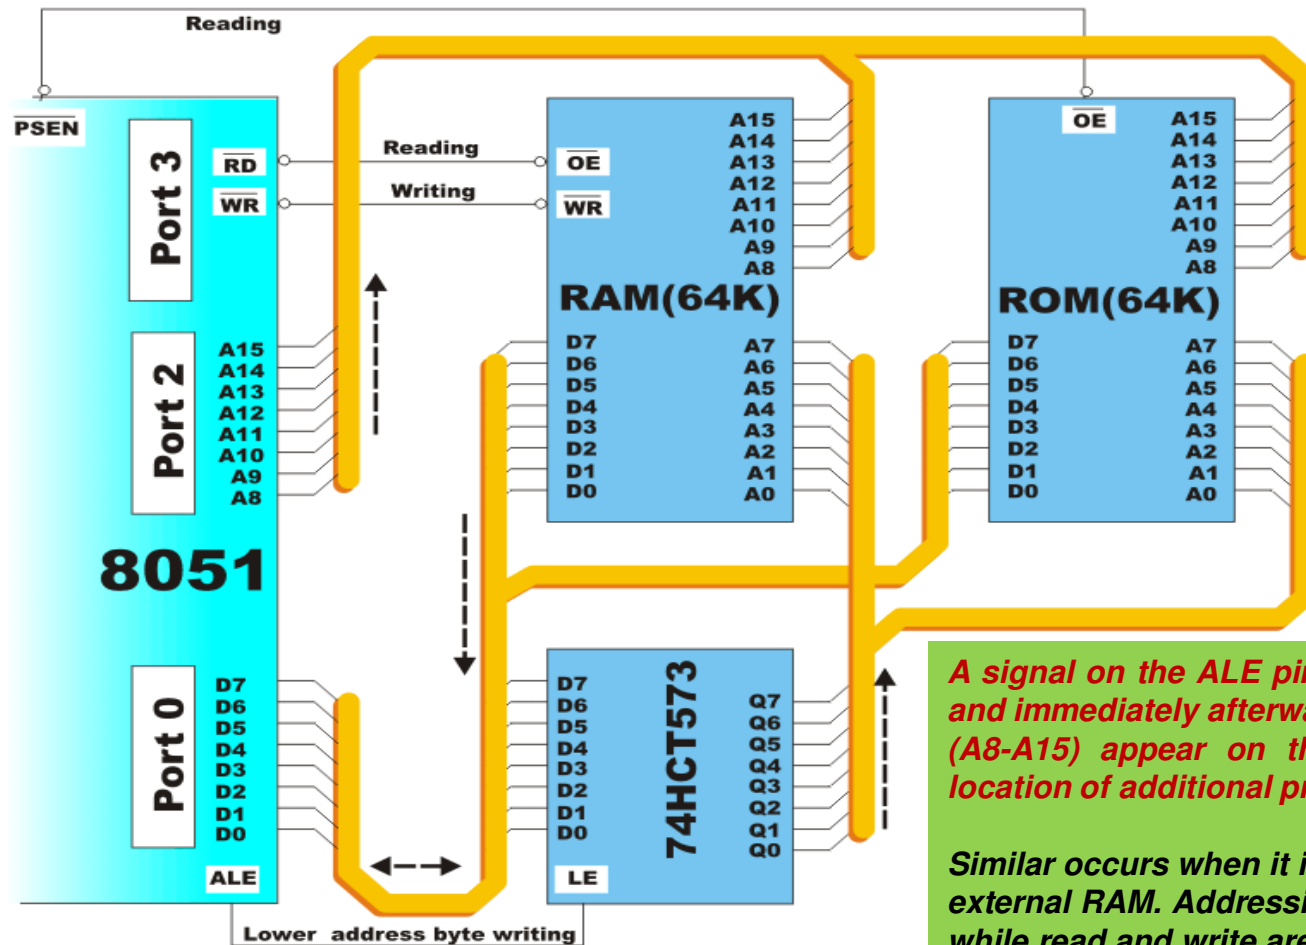 Reading
PSEN
Port 3
RD
WR
Reading
Writing
OE
WR
A15
A14
A13
A12
A11
A10
A9
A8
RAM(64K)
D7
D6
D5
D4
D3
D2
D1
D0
A7
A6
A5
A4
A3
A2
A1
A0
OE
A15
A14
A13
A12
A11
A10
A9
A8
ROM(64K)
D7
D6
D5
D4
D3
D2
D1
D0
A7
A6
A5
A4
A3
A2
A1
A0
Port 2
A15
A14
A13
A12
A11
A10
A9
A8
8051
Port 0
D7
D6
D5
D4
D3
D2
D1
D0
ALE
D7
D6
D5
D4
D3
D2
D1
D0
74HCT573
Q7
Q6
Q5
Q4
Q3
Q2
Q1
Q0
LE
Lower address byte writing
A signal on the ALE pin
and immediately
(A8-A15) appear on
location of additional
Similar occurs when it
external RAM.
while read and write are